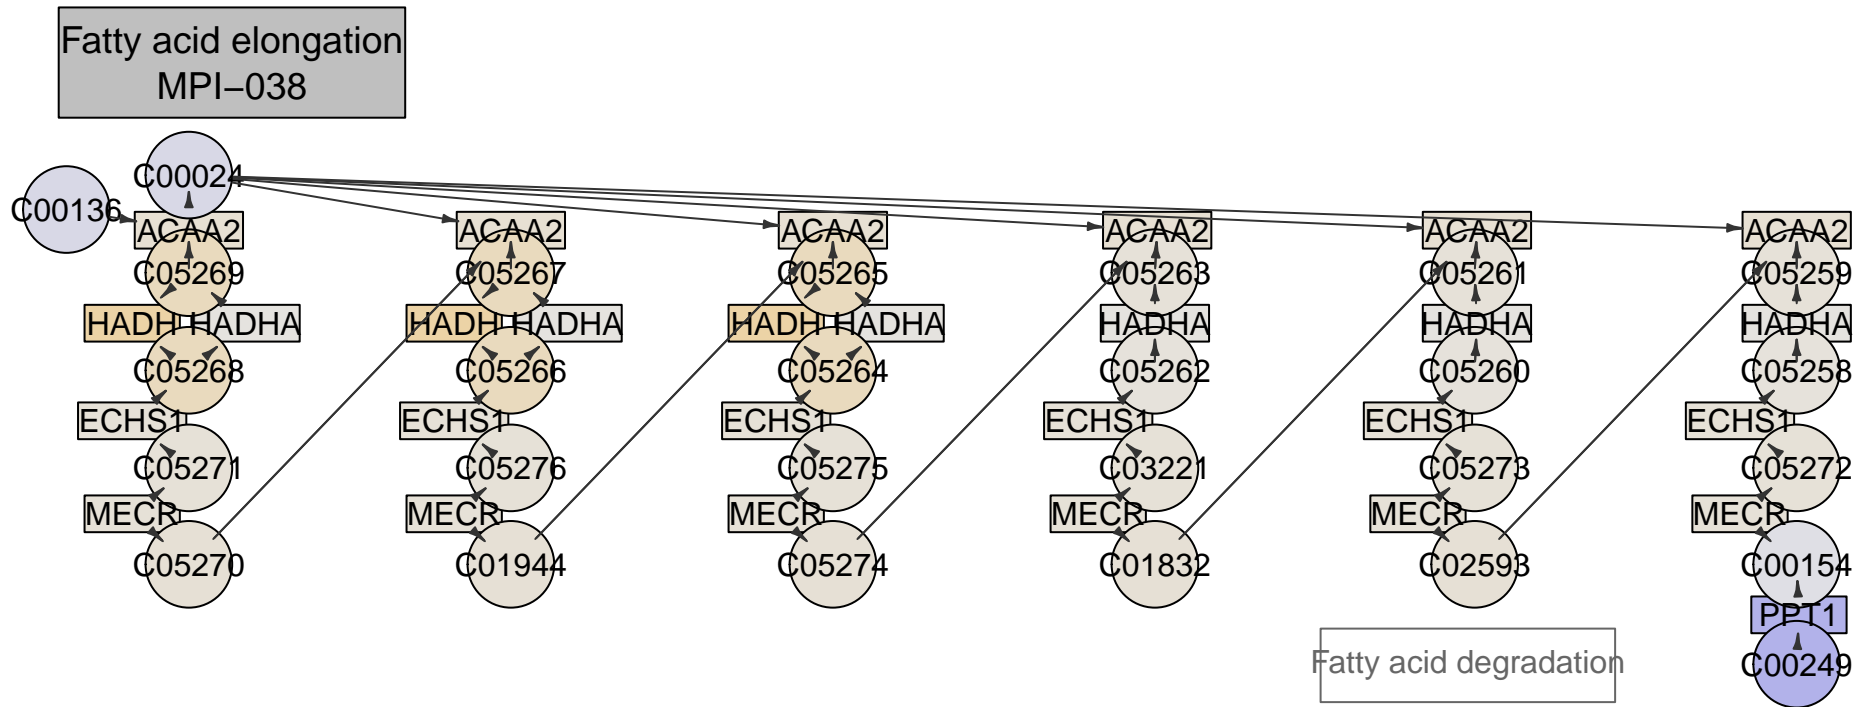 Fatty acid elongation
MPI−038
C00024
C00136
ACAA2 ACAA2 ACAA2 ACAA2 ACAA2 ACAA2
C05269 C05267 C05265 C05263 C05261 C05259
HADH HADHA HADH HADHA HADH HADHA HADHA HADHA HADHA
C05268 C05266 C05264 C05262 C05260 C05258
ECHS1 ECHS1 ECHS1 ECHS1 ECHS1 ECHS1
C05271 C05276 C05275 C03221 C05273 C05272
MECR MECR MECR MECR MECR MECR
C05270 C01944 C05274 C01832 C02593 C00154
PPT1
Fatty acid degradation C00249